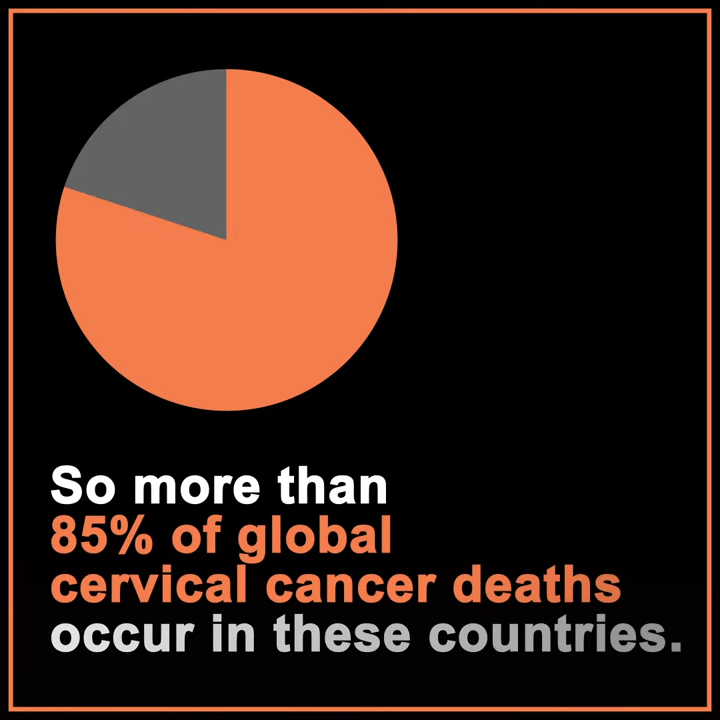 So more than
85% of global
cervical cancer deaths
occur in these countries.